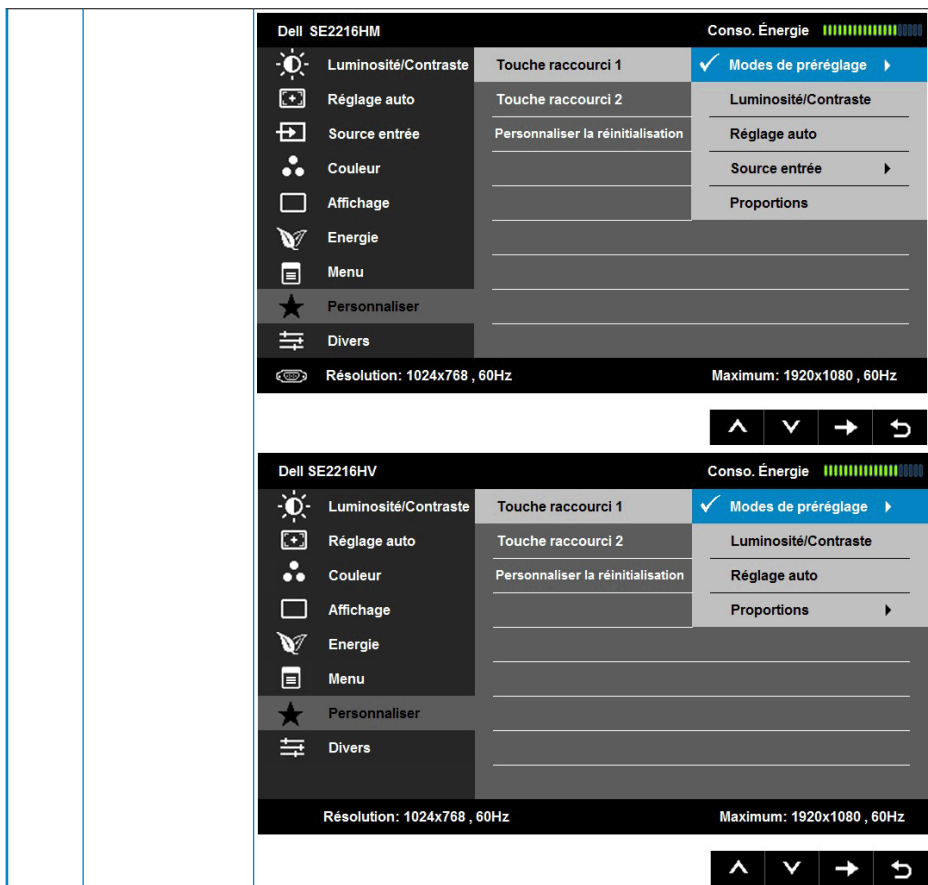 Dell SE2216HM Conso. Énergie
Luminosité/Contraste Touche raccourci 1 Modes de préréglage
Réglage auto Touche raccourci 2 Luminosité/Contraste
Source entrée Personnaliser la réinitialisation Réglage auto
Couleur Source entrée
Affichage Proportions
Energie
Menu
Personnaliser
Divers
Résolution: 1024x768 , 60Hz Maximum: 1920x1080 , 60Hz
Dell SE2216HV Conso. Énergie
Luminosité/Contraste Touche raccourci 1 Modes de préréglage
Réglage auto Touche raccourci 2 Luminosité/Contraste
Couleur Personnaliser la réinitialisation Réglage auto
Affichage Proportions
Energie
Menu
Personnaliser
Divers
Résolution: 1024x768 , 60Hz Maximum: 1920x1080 , 60Hz